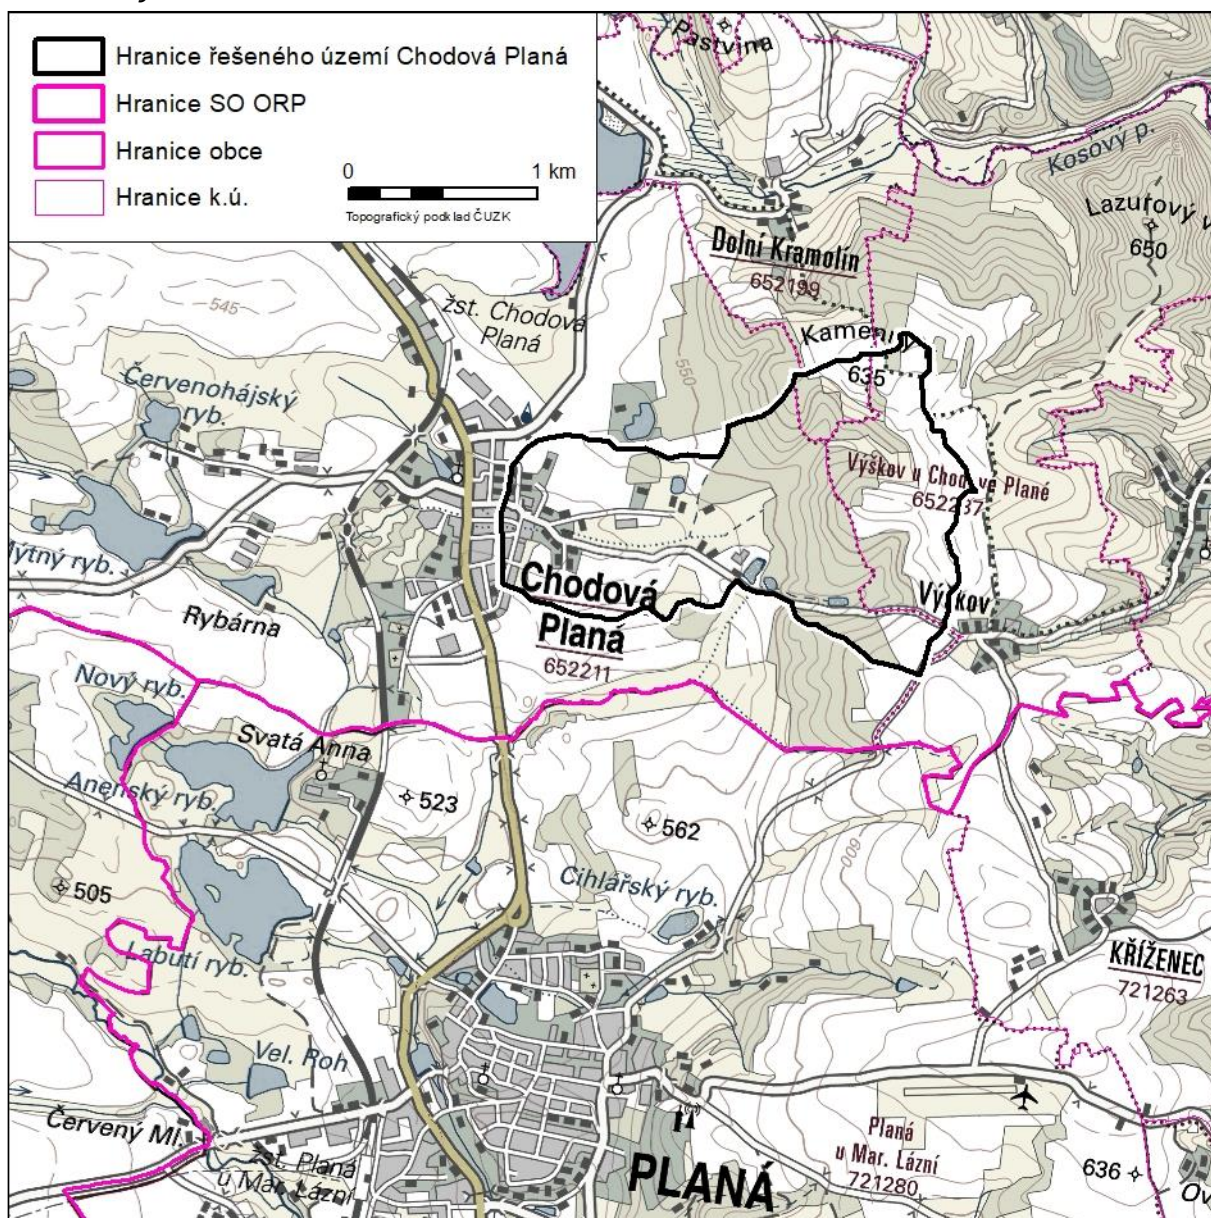 Hranice řešeného území Chodová Planá
Hranice SO ORP
Hranice obce
Hranice k.ú.
0 1 km
Topografický podklad ČUZK
Pastvina
Kosový p.
Lazurový v
650
Dolní Kramolín
652199
545
žst. Chodová
Planá
Kamenný
635
550
Červenohájský
ryb.
Výškov u Chodové Plané
652237
ýtný ryb.
Chodová
Planá
652211
Výškov
Rybárna
Nový ryb.
Svatá Anna
Anenský ryb.
523
562
600
505
Cihlářský ryb.
Labutí ryb.
KŘÍŽENEC
721263
Vel. Roh
Červený Ml.
žst. Planá
u Mar. Lázní
PLANÁ
Planá
u Mar. Lázní
721280
636
Ov